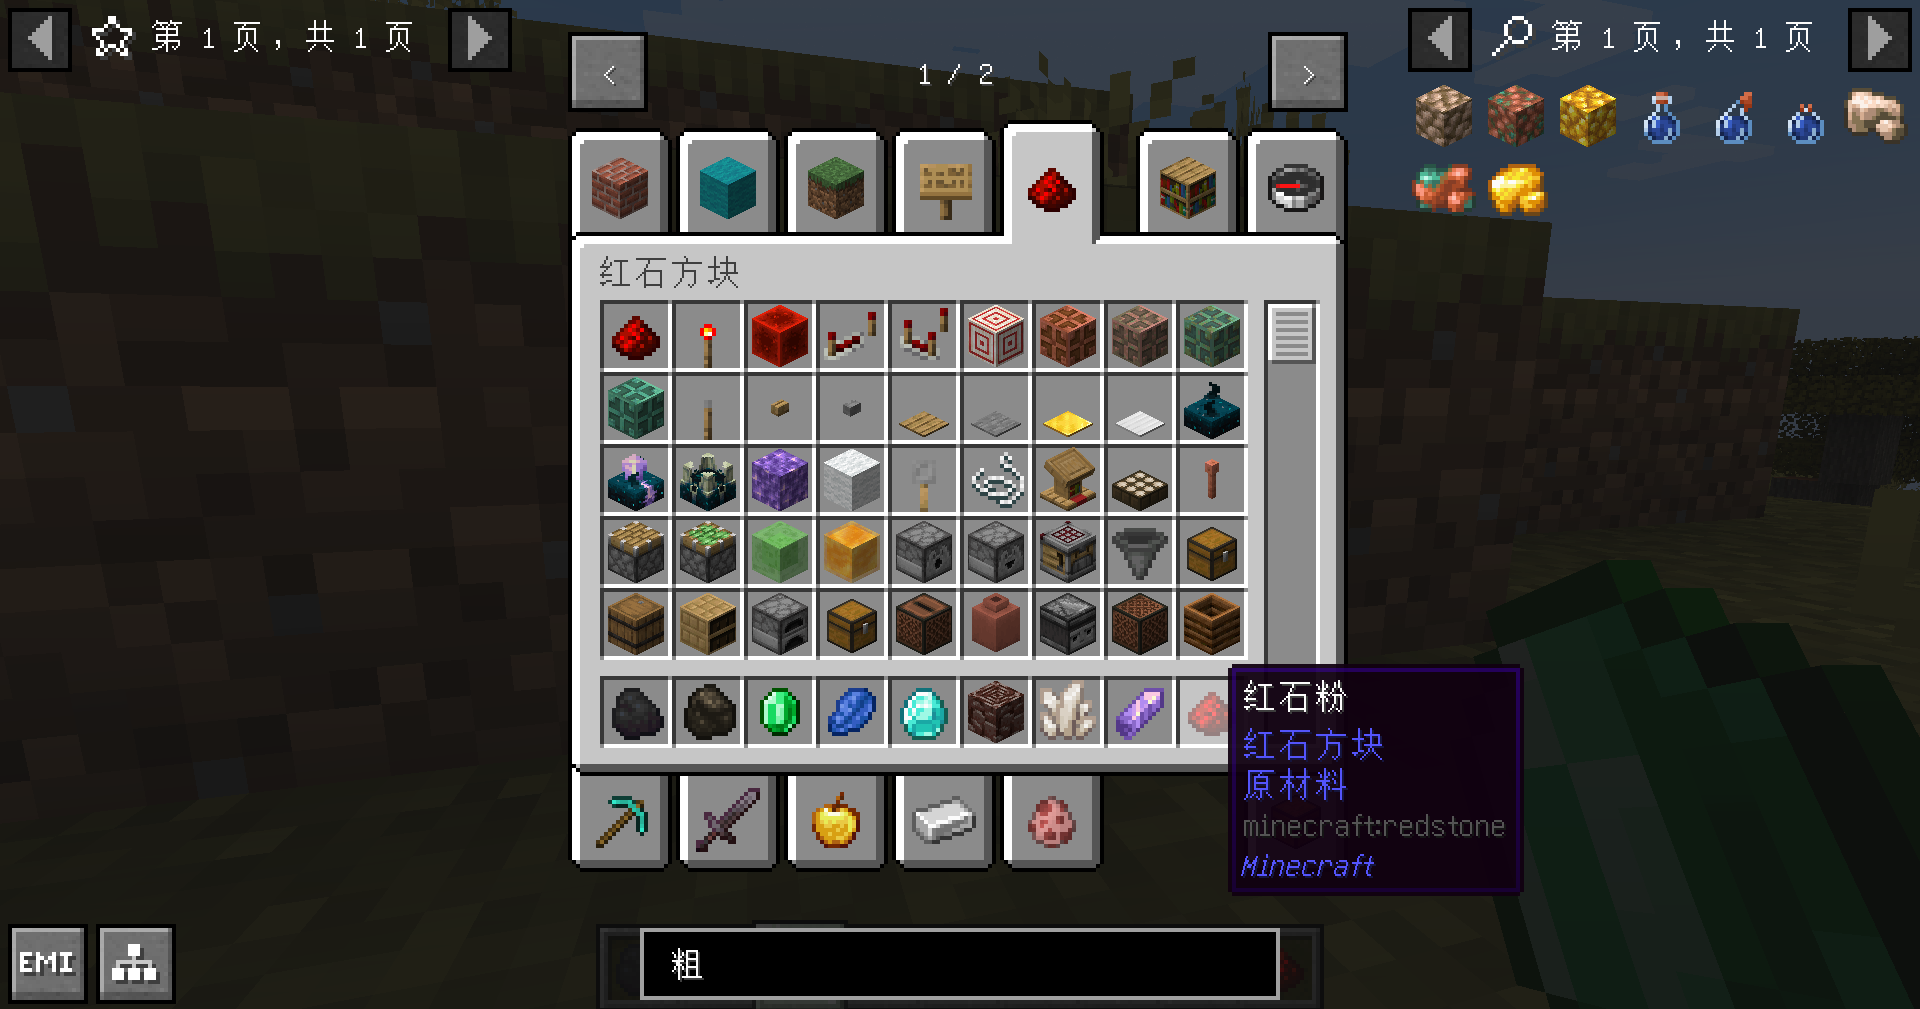 第 1 页，共 1 页
1 / 2
第 1 页，共 1 页
红石方块
红石粉
红石方块
原材料
minecraft:redstone
Minecraft
EMI
粗